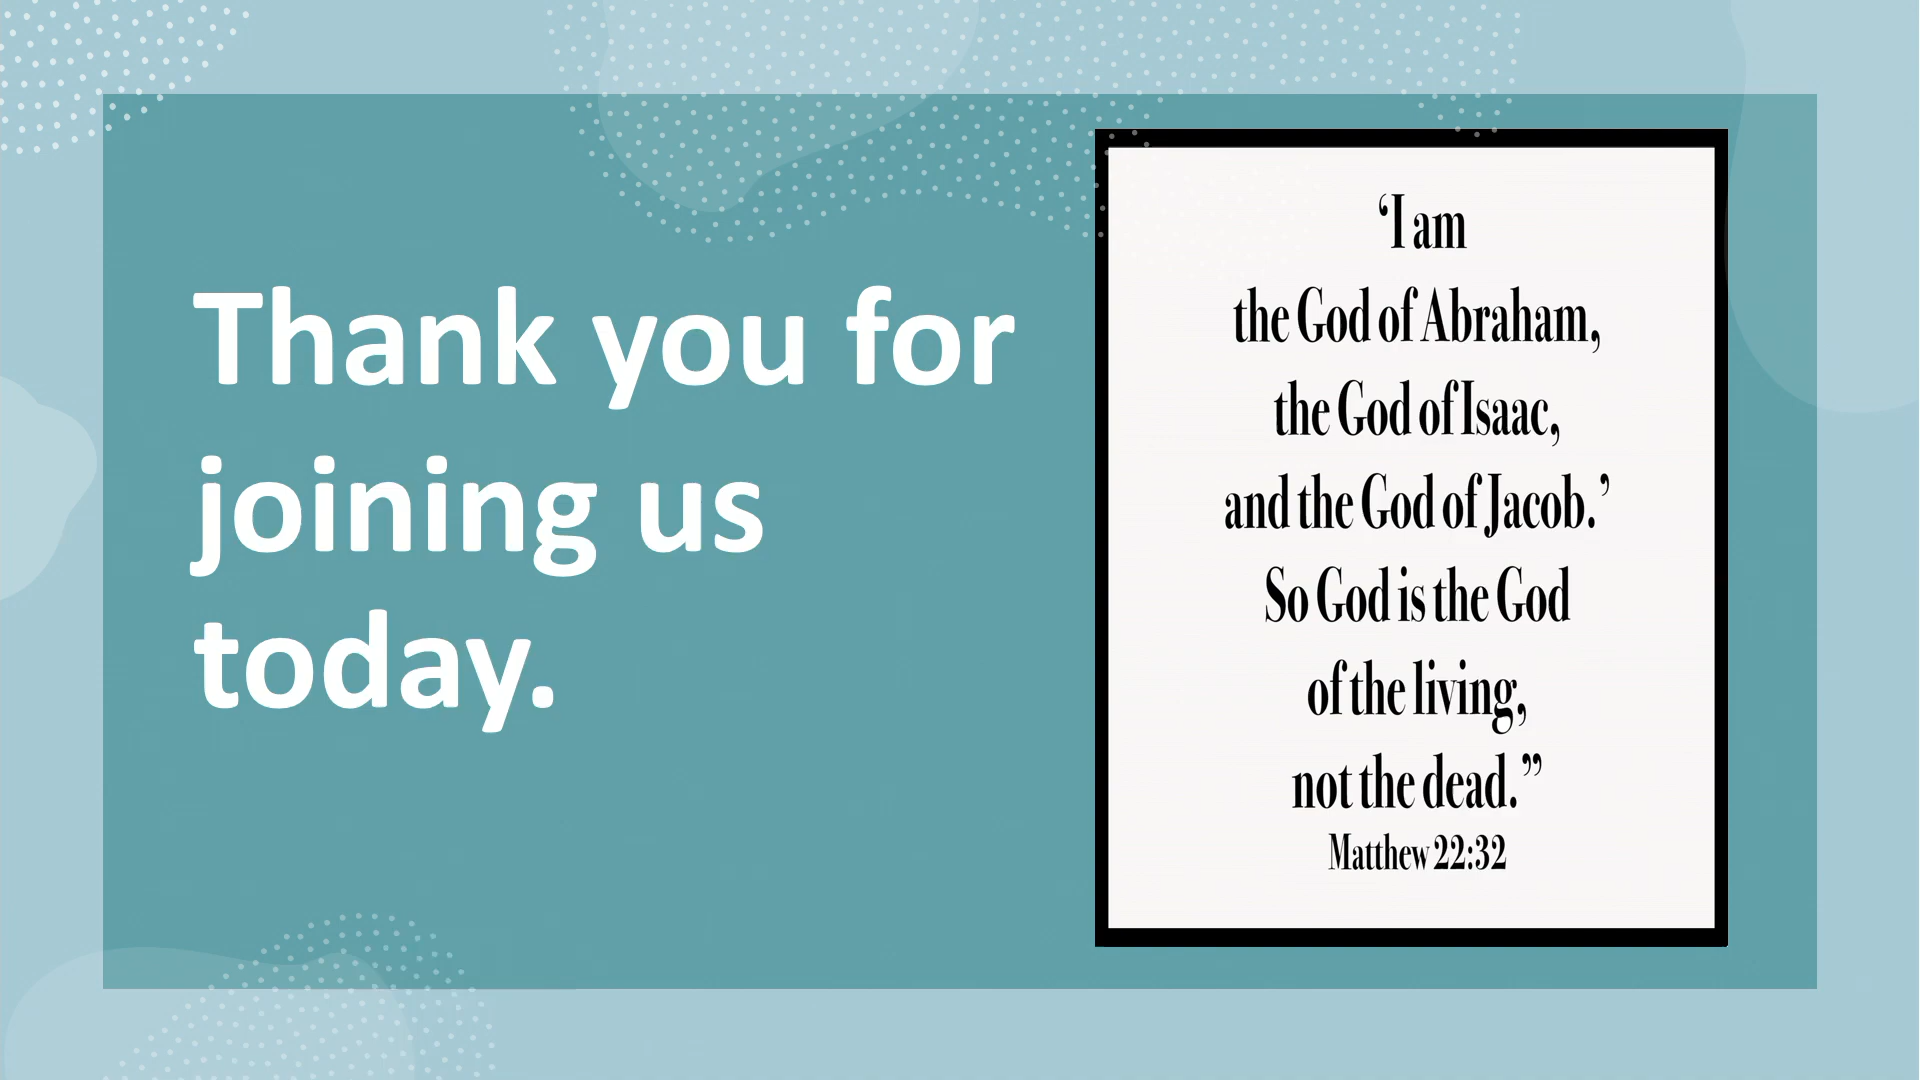 Thank you for
joining us
today.
‘I am
the God of Abraham,
the God of Isaac,
and the God of Jacob.’
So God is the God
of the living,
not the dead.”
Matthew 22:32